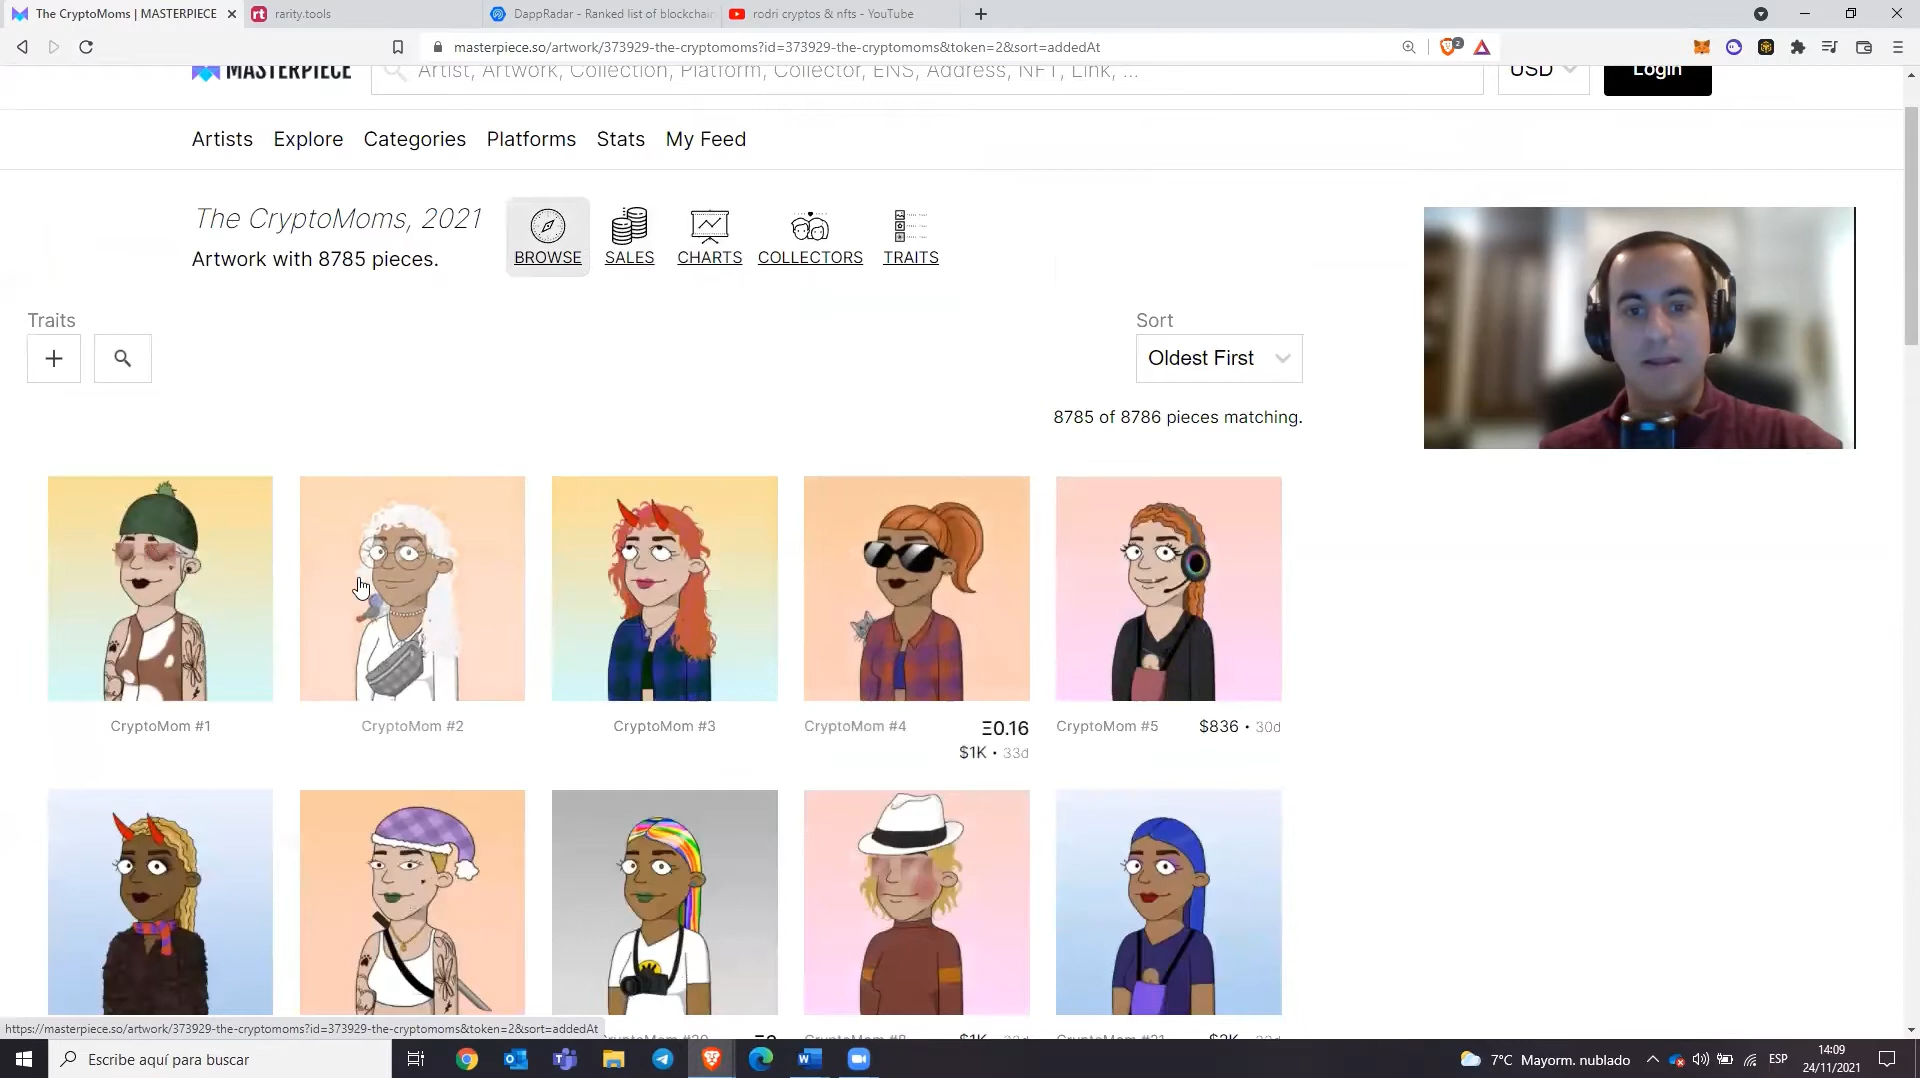 The CryptoMoms | MASTERPIECE
rarity.tools
DappRadar - Ranked list of blockchain
rodri cryptos & nfts - YouTube
masterpiece.so/artwork/373929-the-cryptomoms?id=373929-the-cryptomoms&token=2&sort=addedAt
2
MASTERPIECE
Artist, Artwork, Collection, Platform, Collector, ENS, Address, NFT, Link, ...
USD
Login
Artists Explore Categories Platforms Stats My Feed
The CryptoMoms, 2021
Artwork with 8785 pieces.
BROWSE SALES CHARTS COLLECTORS TRAITS
Traits
Sort
Oldest First
8785 of 8786 pieces matching.
CryptoMom #1
CryptoMom #2
CryptoMom #3
CryptoMom #4 Ξ0.16
$1K • 33d
CryptoMom #5 $836 • 30d
https://masterpiece.so/artwork/373929-the-cryptomoms?id=373929-the-cryptomoms&token=2&sort=addedAt
Escribe aquí para buscar
7°C Mayorm. nublado
ESP
14:09
24/11/2021